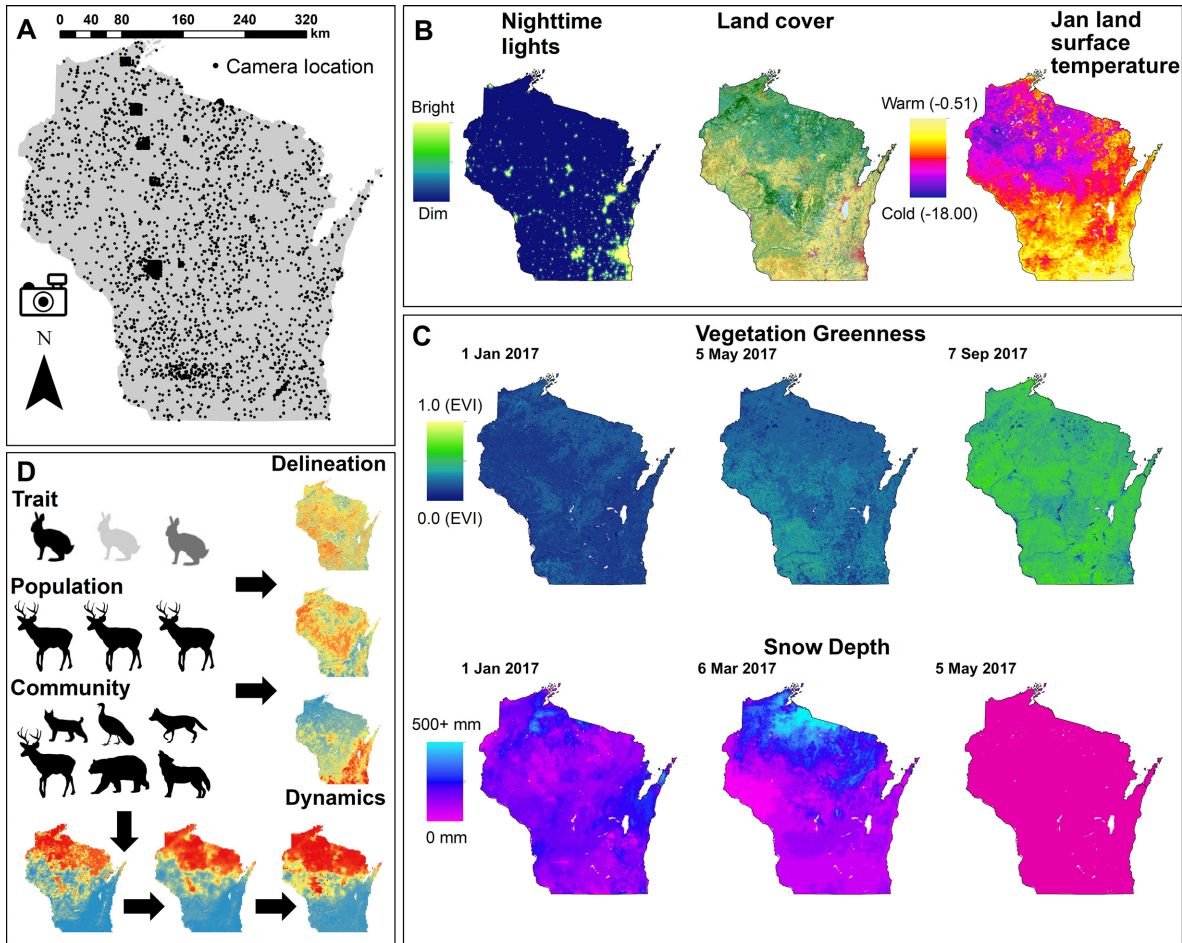 A
0 40 80 160 240 320
km
• Camera location
N
B
Nighttime
lights
Land cover
Jan land
surface
temperature
Bright
Dim
Warm (-0.51)
Cold (-18.00)
C
Vegetation Greenness
1 Jan 2017
5 May 2017
7 Sep 2017
1.0 (EVI)
0.0 (EVI)
Snow Depth
1 Jan 2017
6 Mar 2017
5 May 2017
500+ mm
0 mm
D
Delineation
Trait
Population
Community
Dynamics